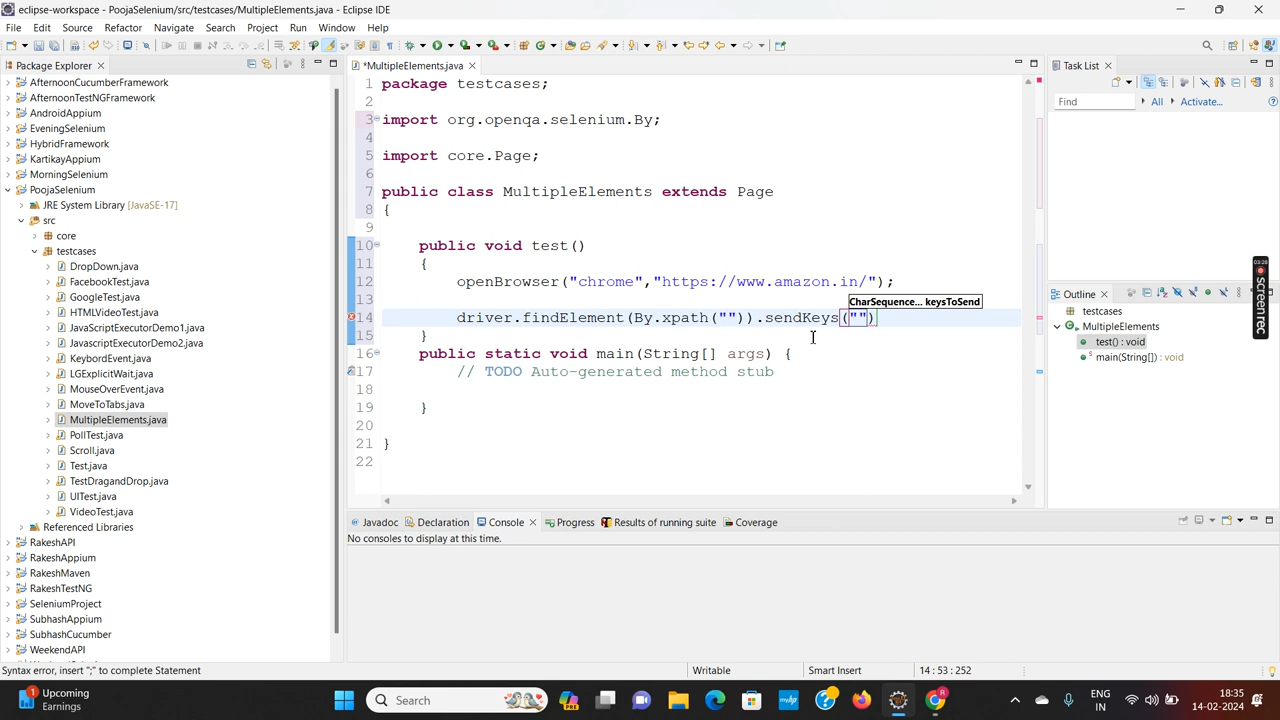 eclipse-workspace - PoojaSelenium/src/testcases/MultipleElements.java - Eclipse IDE
File Edit Source Refactor Navigate Search Project Run Window Help
Package Explorer
AfternoonCucumberFramework
AfternoonTestNGFramework
AndroidAppium
EveningSelenium
HybridFramework
KartikayAppium
MorningSelenium
PoojaSelenium
JRE System Library [JavaSE-17]
src
core
testcases
DropDown.java
FacebookTest.java
GoogleTest.java
HTMLVideoTest.java
JavascriptExecutorDemo1.java
JavascriptExecutorDemo2.java
KeybordEvent.java
LGExplicitWait.java
MouseOverEvent.java
MoveToTabs.java
MultipleElements.java
PollTest.java
Scroll.java
Test.java
TestDragandDrop.java
UITest.java
VideoTest.java
Referenced Libraries
RakeshAPI
RakeshAppium
RakeshMaven
RakeshTestNG
SeleniumProject
SubhashAppium
SubhashCucumber
WeekendAPI
*MultipleElements.java
1 package testcases;
2
3 import org.openqa.selenium.By;
4
5 import core.Page;
6
7 public class MultipleElements extends Page
8 {
9
10 public void test()
11 {
12 openBrowser("chrome","https://www.amazon.in/");
13
CharSequence... keysToSend
14 driver.findElement(By.xpath("")).sendKeys("")
15 }
16 public static void main(String[] args) {
17 // TODO Auto-generated method stub
18
19 }
20
21 }
22
Task List
Find All Activate...
03:28
screenrec
Outline
testcases
MultipleElements
test() : void
main(String[]) : void
Javadoc Declaration Console Progress Results of running suite Coverage
No consoles to display at this time.
Syntax error, insert ";" to complete Statement Writable Smart Insert 14 : 53 : 252
1
Upcoming
Earnings
Search
PRE
hp
R
ENG
IN
18:35
14-02-2024